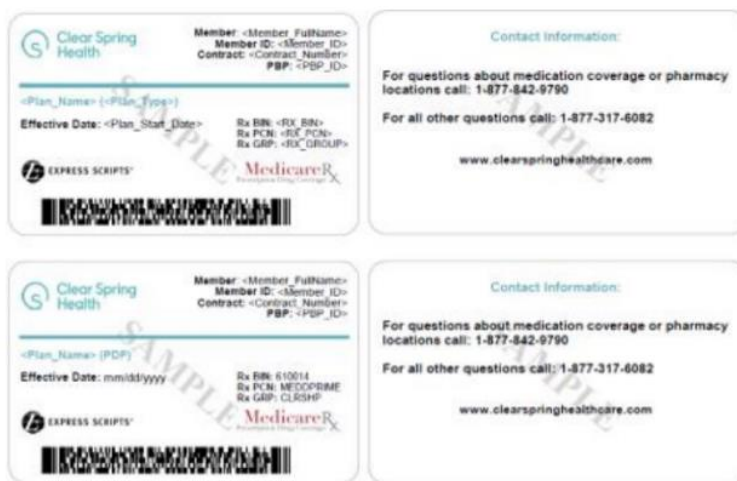 Clear Spring
Health
Member: <Member_FullName>
Member ID: <Member_ID>
Contract: <Contract_Number>
PBP: <PBP_ID>
<Plan_Name> (<Plan_Type>)
Effective Date: <Plan_Start_Date>
Rx BIN: <RX_BIN>
Rx PCN: <RX_PCN>
Rx GRP: <RX_GROUP>
EXPRESS SCRIPTS®
MedicareRx
Prescription Drug Coverage
SAMPLE
Contact Information:
For questions about medication coverage or pharmacy
locations call: 1-877-842-9790
For all other questions call: 1-877-317-6082
www.clearspringhealthcare.com
SAMPLE
Clear Spring
Health
Member: <Member_FullName>
Member ID: <Member_ID>
Contract: <Contract_Number>
PBP: <PBP_ID>
<Plan_Name> (PDP)
Effective Date: mm/dd/yyyy
Rx BIN: 610014
Rx PCN: MEDDPRIME
Rx GRP: CLRSHP
EXPRESS SCRIPTS®
MedicareRx
Prescription Drug Coverage
SAMPLE
Contact Information:
For questions about medication coverage or pharmacy
locations call: 1-877-842-9790
For all other questions call: 1-877-317-6082
www.clearspringhealthcare.com
SAMPLE